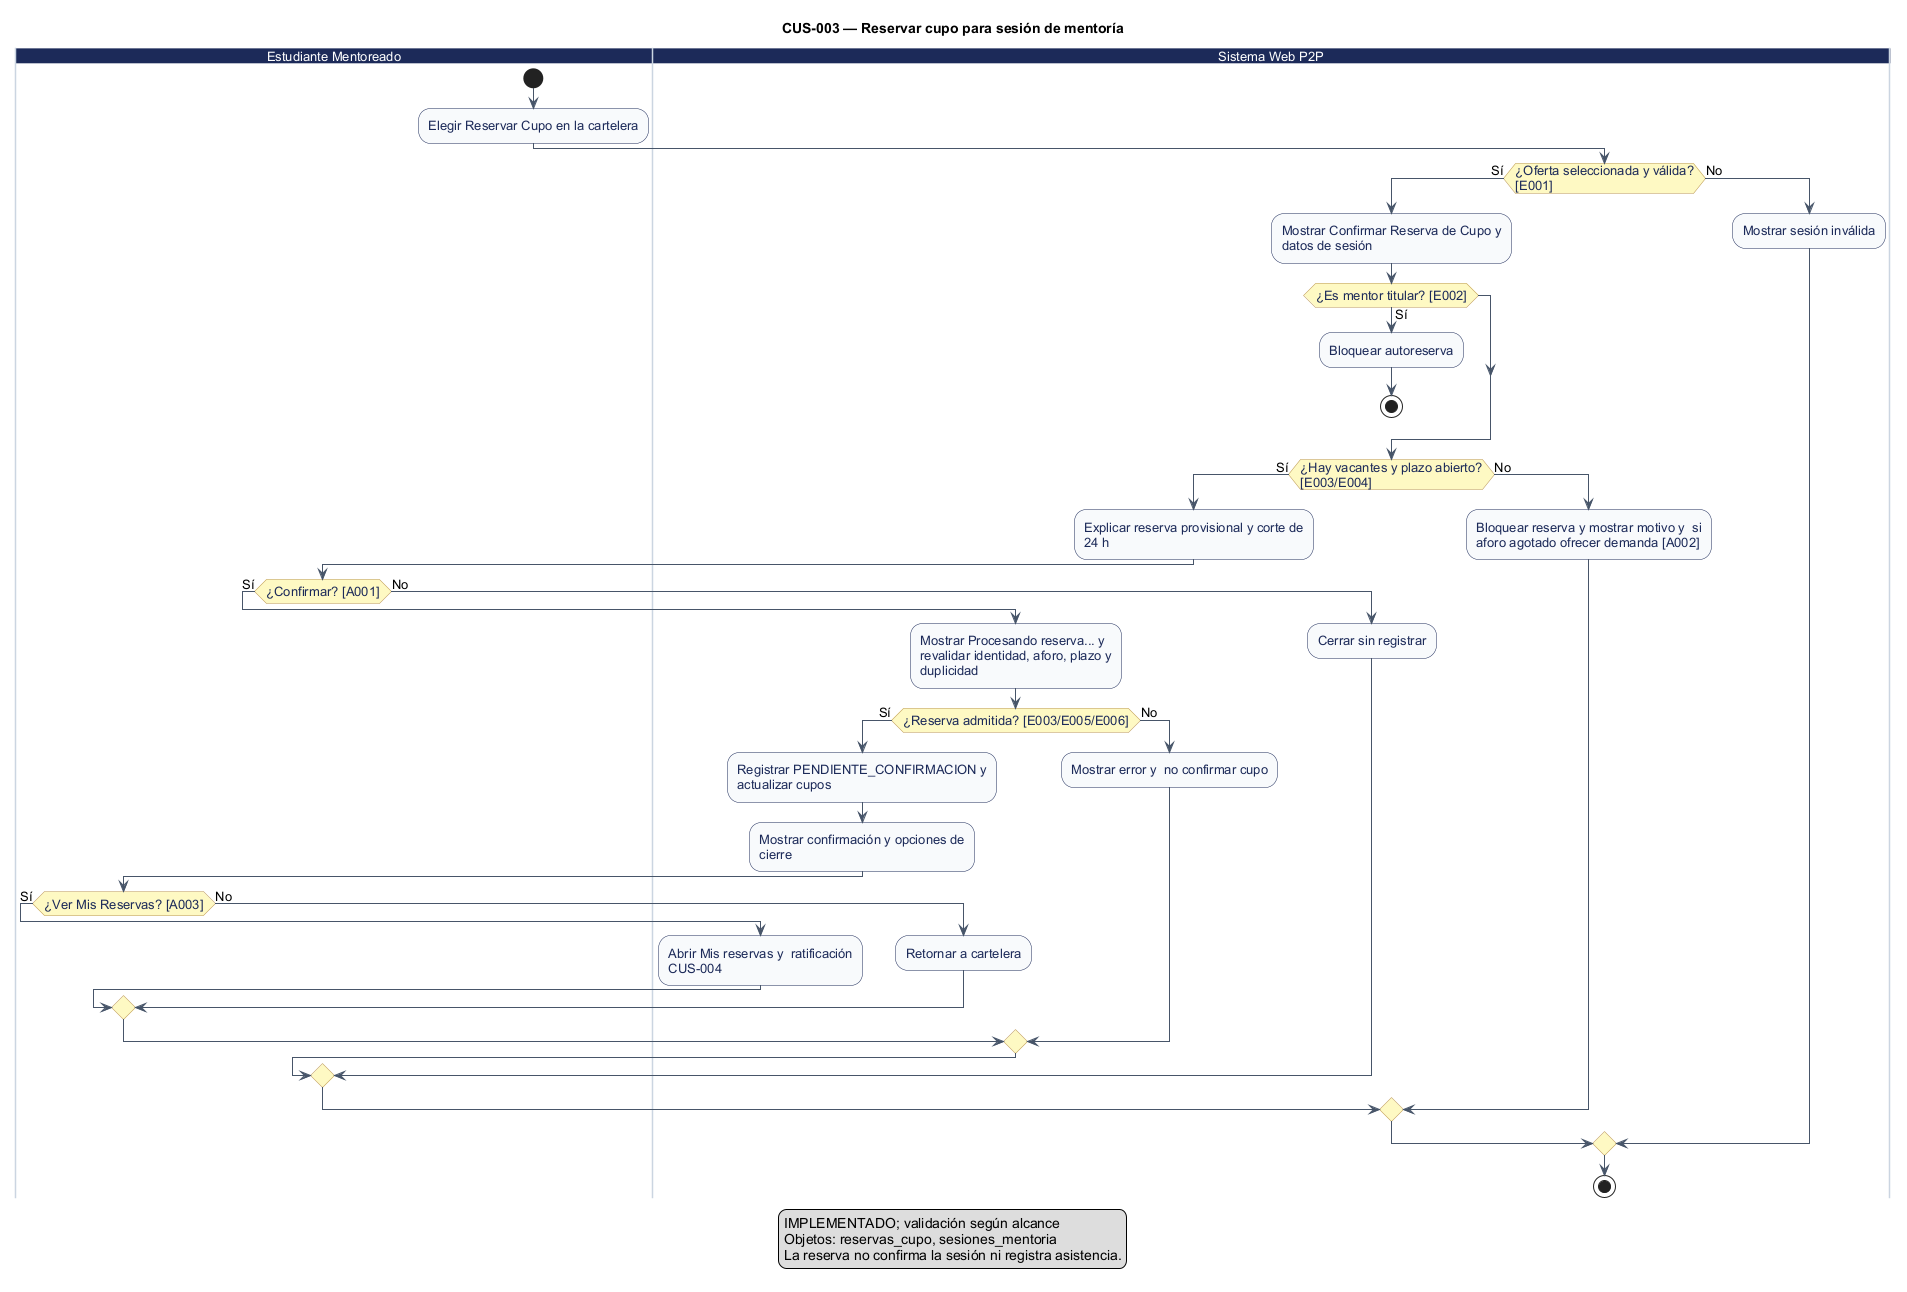 CUS-003 — Reservar cupo para sesión de mentoría
Estudiante Mentoreado
Sistema Web P2P
Elegir Reservar Cupo en la cartelera
Sí
¿Oferta seleccionada y válida?
[E001]
No
Mostrar Confirmar Reserva de Cupo y
datos de sesión
Mostrar sesión inválida
¿Es mentor titular? [E002]
Sí
Bloquear autoreserva
Sí
¿Hay vacantes y plazo abierto?
[E003/E004]
No
Explicar reserva provisional y corte de
24 h
Bloquear reserva y mostrar motivo y  si
aforo agotado ofrecer demanda [A002]
Sí
¿Confirmar? [A001]
No
Mostrar Procesando reserva... y
revalidar identidad, aforo, plazo y
duplicidad
Cerrar sin registrar
Sí
¿Reserva admitida? [E003/E005/E006]
No
Registrar PENDIENTE_CONFIRMACION y
actualizar cupos
Mostrar error y  no confirmar cupo
Mostrar confirmación y opciones de
cierre
Sí
¿Ver Mis Reservas? [A003]
No
Abrir Mis reservas y  ratificación
CUS-004
Retornar a cartelera
IMPLEMENTADO; validación según alcance
Objetos: reservas_cupo, sesiones_mentoria
La reserva no confirma la sesión ni registra asistencia.